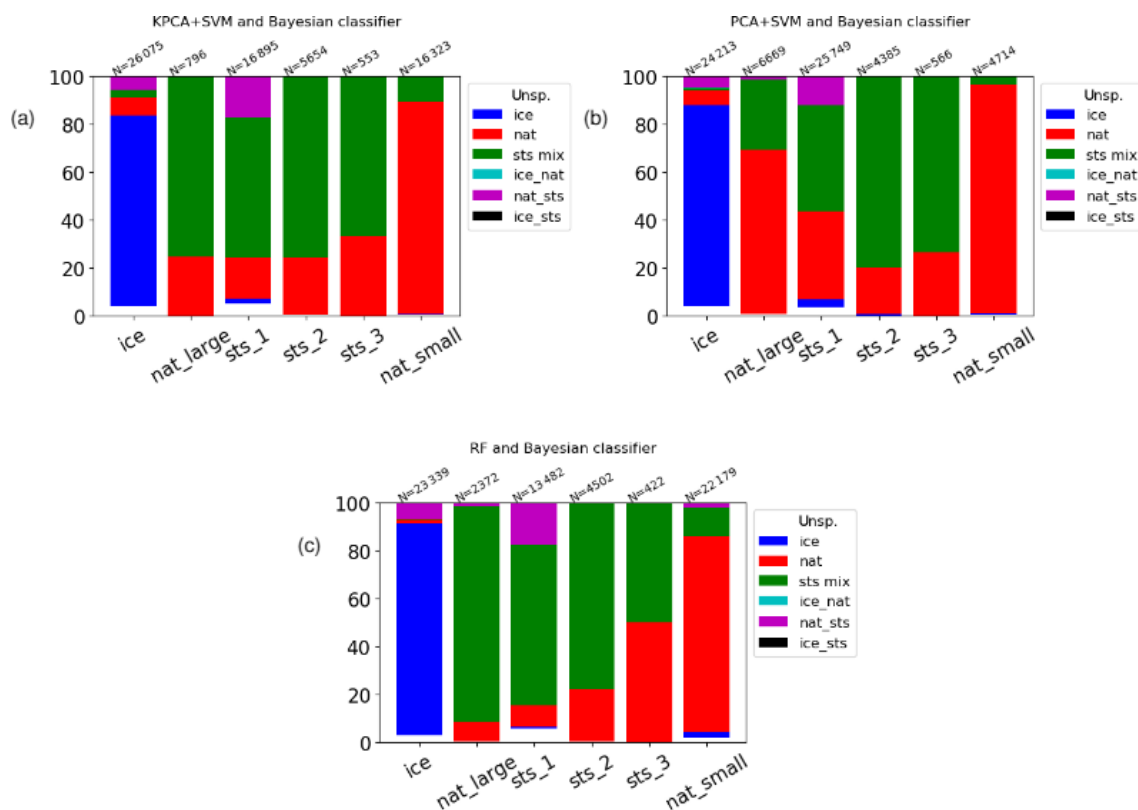 KPCA+SVM and Bayesian classifier
N=26 075 N=796 N=16 895 N=5654 N=553 N=16 323
(a)
100
80
60
40
20
0
ice nat_large sts_1 sts_2 sts_3 nat_small
Unsp.
ice
nat
sts mix
ice_nat
nat_sts
ice_sts
PCA+SVM and Bayesian classifier
N=24 213 N=6669 N=25 749 N=4385 N=566 N=4714
(b)
100
80
60
40
20
0
ice nat_large sts_1 sts_2 sts_3 nat_small
Unsp.
ice
nat
sts mix
ice_nat
nat_sts
ice_sts
RF and Bayesian classifier
N=23 339 N=2372 N=13 482 N=4502 N=422 N=22 179
(c)
100
80
60
40
20
0
ice nat_large sts_1 sts_2 sts_3 nat_small
Unsp.
ice
nat
sts mix
ice_nat
nat_sts
ice_sts